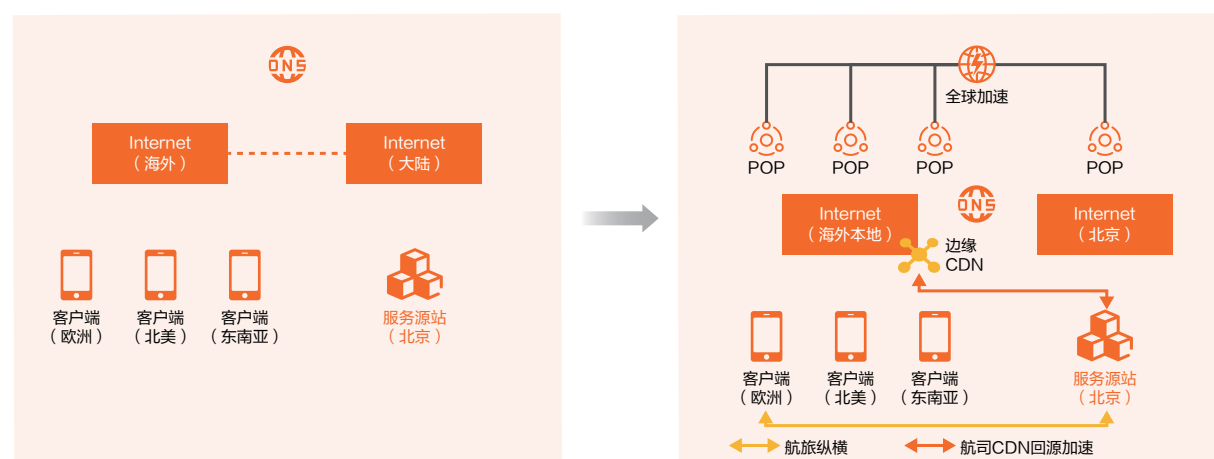 DNS
Internet
（海外）
Internet
（大陆）
客户端
（欧洲）
客户端
（北美）
客户端
（东南亚）
服务源站
（北京）
全球加速
POP
POP
POP
POP
DNS
Internet
（海外本地）
Internet
（北京）
边缘
CDN
客户端
（欧洲）
客户端
（北美）
客户端
（东南亚）
服务源站
（北京）
航旅纵横
航司CDN回源加速